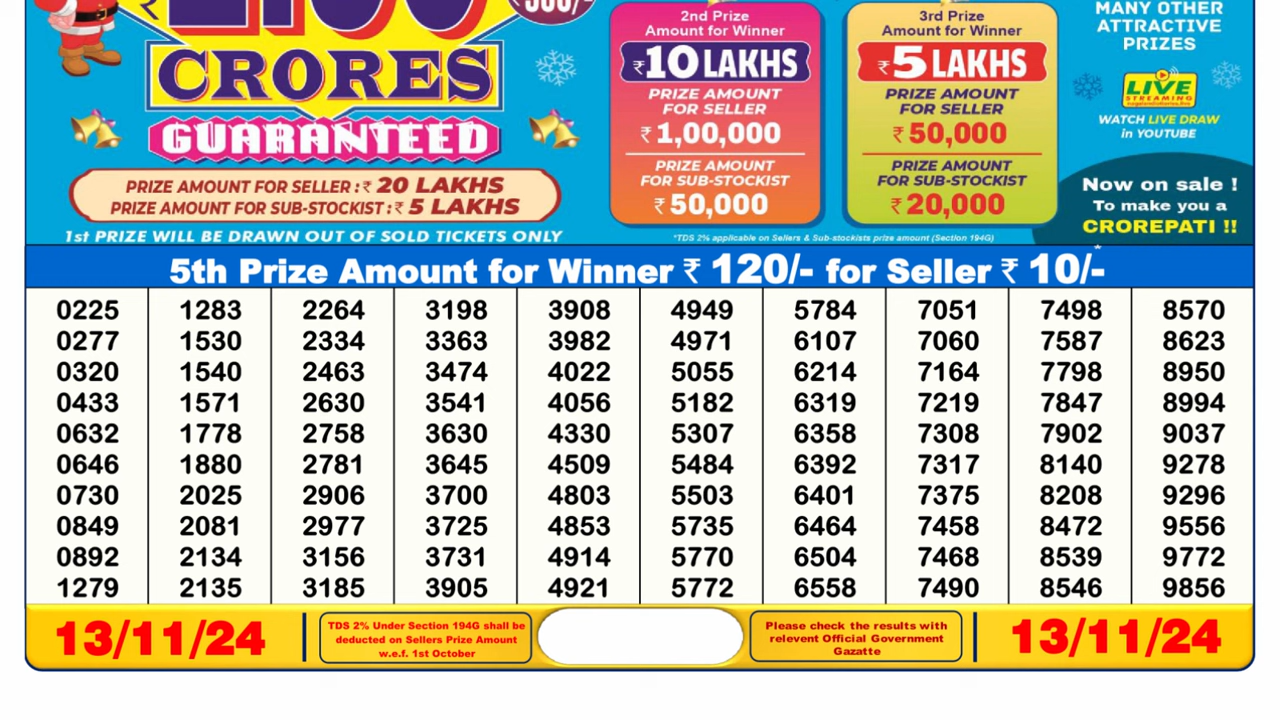 CRORES
GUARANTEED
PRIZE AMOUNT FOR SELLER :₹ 20 LAKHS
PRIZE AMOUNT FOR SUB-STOCKIST :₹ 5 LAKHS
1st PRIZE WILL BE DRAWN OUT OF SOLD TICKETS ONLY
2nd Prize
Amount for Winner
₹10 LAKHS
PRIZE AMOUNT
FOR SELLER
₹ 1,00,000
PRIZE AMOUNT
FOR SUB-STOCKIST
₹ 50,000
3rd Prize
Amount for Winner
₹5 LAKHS
PRIZE AMOUNT
FOR SELLER
₹ 50,000
PRIZE AMOUNT
FOR SUB-STOCKIST
₹ 20,000
*TDS 2% applicable on Sellers & Sub-stockists prize amount (Section 194G)
MANY OTHER
ATTRACTIVE
PRIZES
LIVE
STREAMING
WATCH LIVE DRAW
in YOUTUBE
Now on sale !
To make you a
CROREPATI !!
5th Prize Amount for Winner ₹ 120/- for Seller ₹ 10/-*
0225 1283 2264 3198 3908 4949 5784 7051 7498 8570
0277 1530 2334 3363 3982 4971 6107 7060 7587 8623
0320 1540 2463 3474 4022 5055 6214 7164 7798 8950
0433 1571 2630 3541 4056 5182 6319 7219 7847 8994
0632 1778 2758 3630 4330 5307 6358 7308 7902 9037
0646 1880 2781 3645 4509 5484 6392 7317 8140 9278
0730 2025 2906 3700 4803 5503 6401 7375 8208 9296
0849 2081 2977 3725 4853 5735 6464 7458 8472 9556
0892 2134 3156 3731 4914 5770 6504 7468 8539 9772
1279 2135 3185 3905 4921 5772 6558 7490 8546 9856
13/11/24
TDS 2% Under Section 194G shall be
deducted on Sellers Prize Amount
w.e.f. 1st October
Please check the results with
relevent Official Government
Gazatte
13/11/24